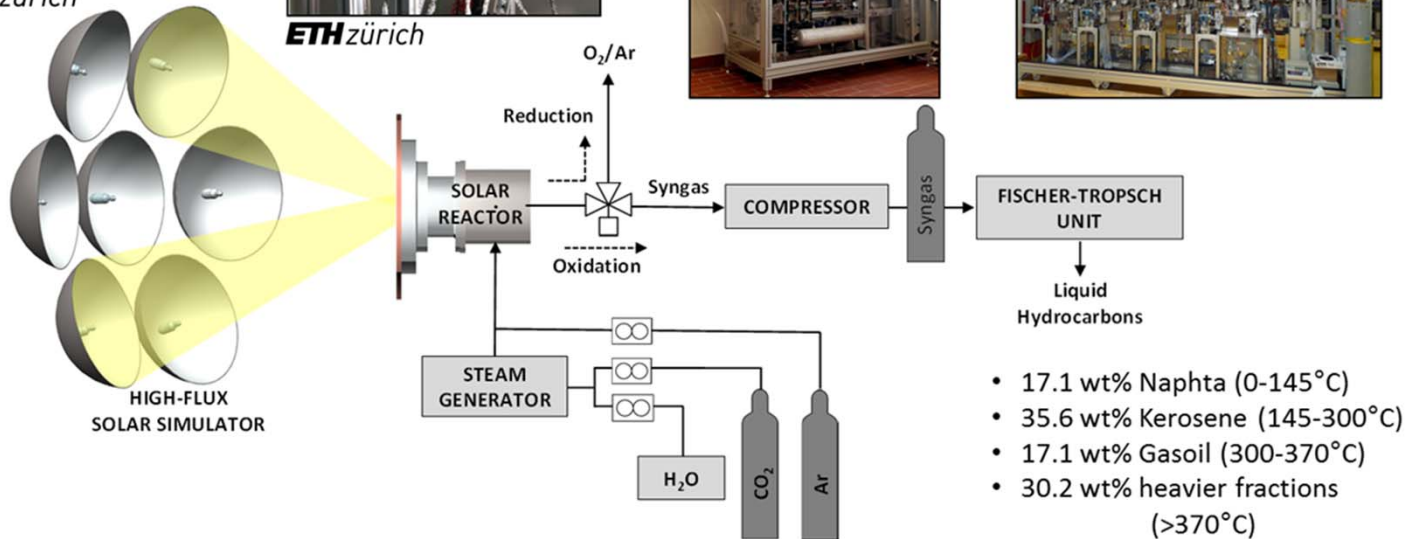 zürich
ETH zürich
O₂/Ar
Reduction
SOLAR
REACTOR
Syngas
Oxidation
COMPRESSOR
Syngas
FISCHER-TROPSCH
UNIT
Liquid
Hydrocarbons
STEAM
GENERATOR
HIGH-FLUX
SOLAR SIMULATOR
H₂O
CO₂
Ar
• 17.1 wt% Naphta (0-145°C)
• 35.6 wt% Kerosene (145-300°C)
• 17.1 wt% Gasoil (300-370°C)
• 30.2 wt% heavier fractions
(>370°C)